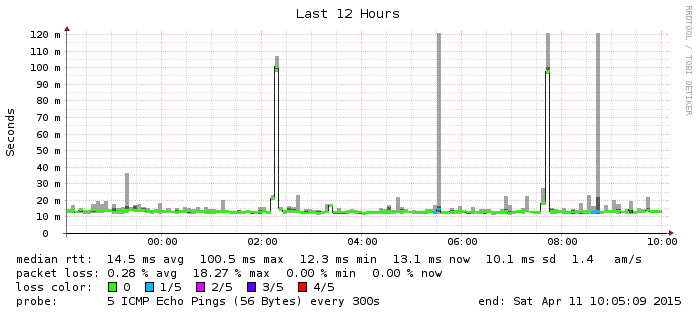 Last 12 Hours
RRDTOOL / TOBI OETIKER
Seconds
120 m
110 m
100 m
90 m
80 m
70 m
60 m
50 m
40 m
30 m
20 m
10 m
0
00:00 02:00 04:00 06:00 08:00 10:00
median rtt: 14.5 ms avg 100.5 ms max 12.3 ms min 13.1 ms now 10.1 ms sd 1.4 am/s
packet loss: 0.28 % avg 18.27 % max 0.00 % min 0.00 % now
loss color: 0 1/5 2/5 3/5 4/5
probe: 5 ICMP Echo Pings (56 Bytes) every 300s end: Sat Apr 11 10:05:09 2015